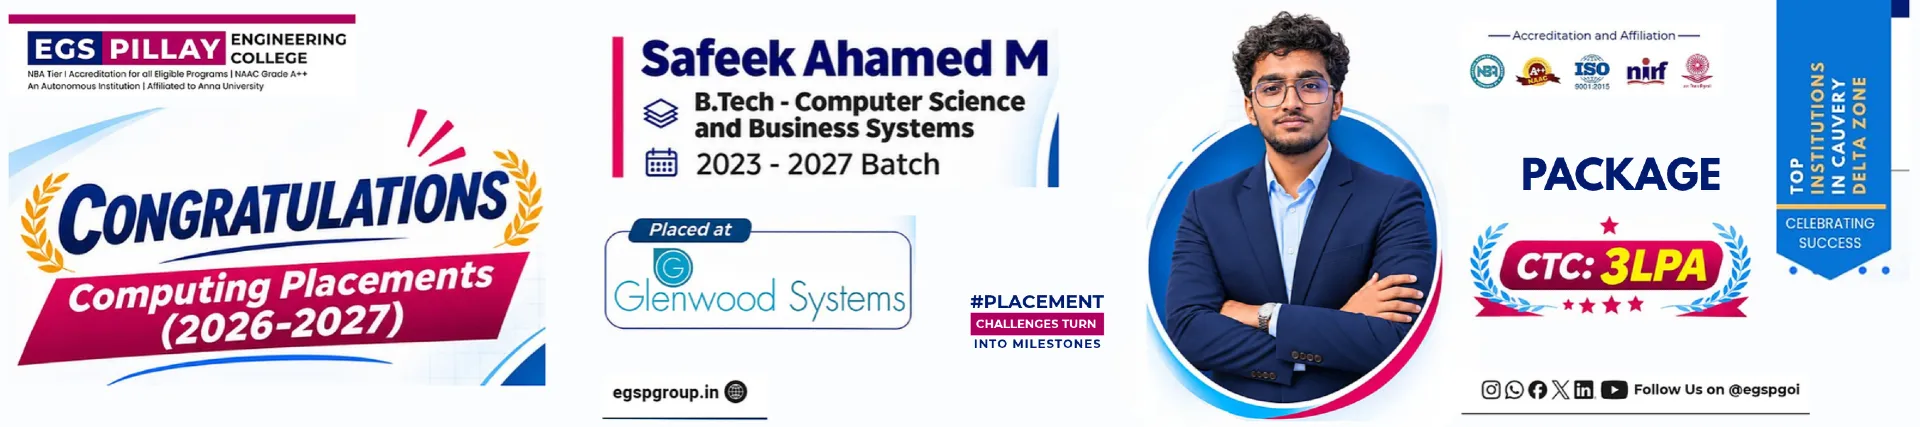 EGS PILLAY ENGINEERING COLLEGE
NBA Tier I Accreditation for all Eligible Programs | NAAC Grade A++
An Autonomous Institution | Affiliated to Anna University
CONGRATULATIONS
Computing Placements
(2026-2027)
Safeek Ahamed M
B.Tech - Computer Science
and Business Systems
2023 - 2027 Batch
Placed at
G
Glenwood Systems
#PLACEMENT
CHALLENGES TURN
INTO MILESTONES
egspgroup.in
Accreditation and Affiliation
NBA
A++
NAAC
ISO
9001:2015
nirf
PACKAGE
CTC: 3LPA
Follow Us on @egspgoi
TOP
INSTITUTIONS
IN CAUVERY
DELTA ZONE
CELEBRATING
SUCCESS